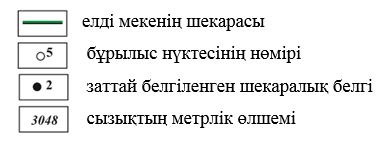 елді мекенің шекарасы
5 бұрылыс нүктесінің нөмірі
2 заттай белгіленген шекаралық белгі
3048 сызықтың метрлік өлшемі